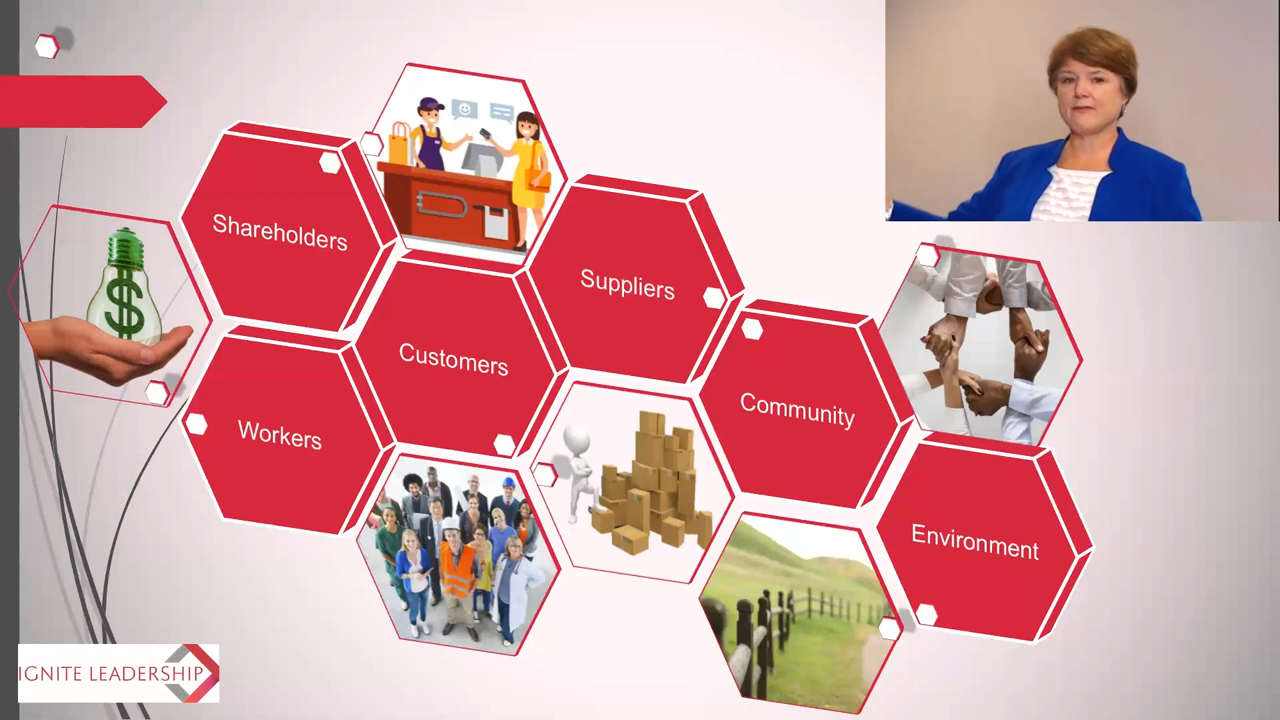 Shareholders
Suppliers
Customers
Community
Workers
Environment
$
IGNITE LEADERSHIP